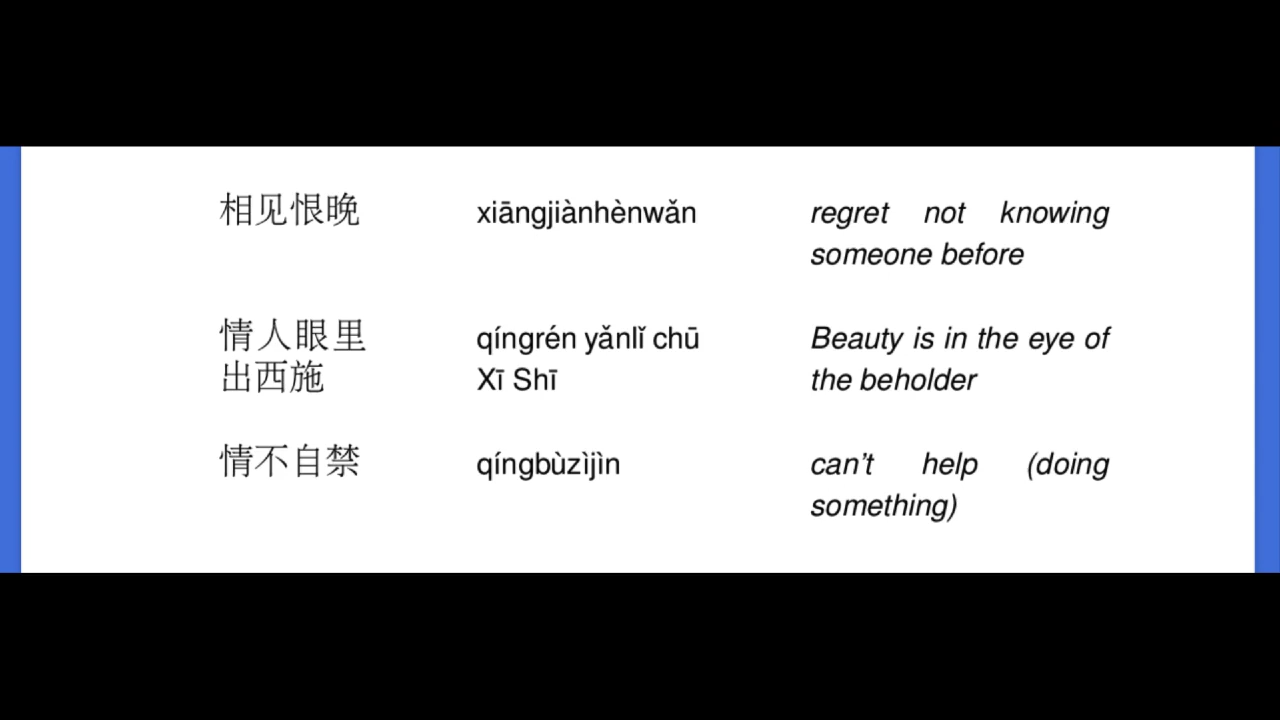 相见恨晚 xiāngjiànhènwǎn regret not knowing
someone before
情人眼里 qíngrén yǎnlǐ chū Beauty is in the eye of
出西施 Xī Shī the beholder
情不自禁 qíngbùzìjìn can’t help (doing
something)